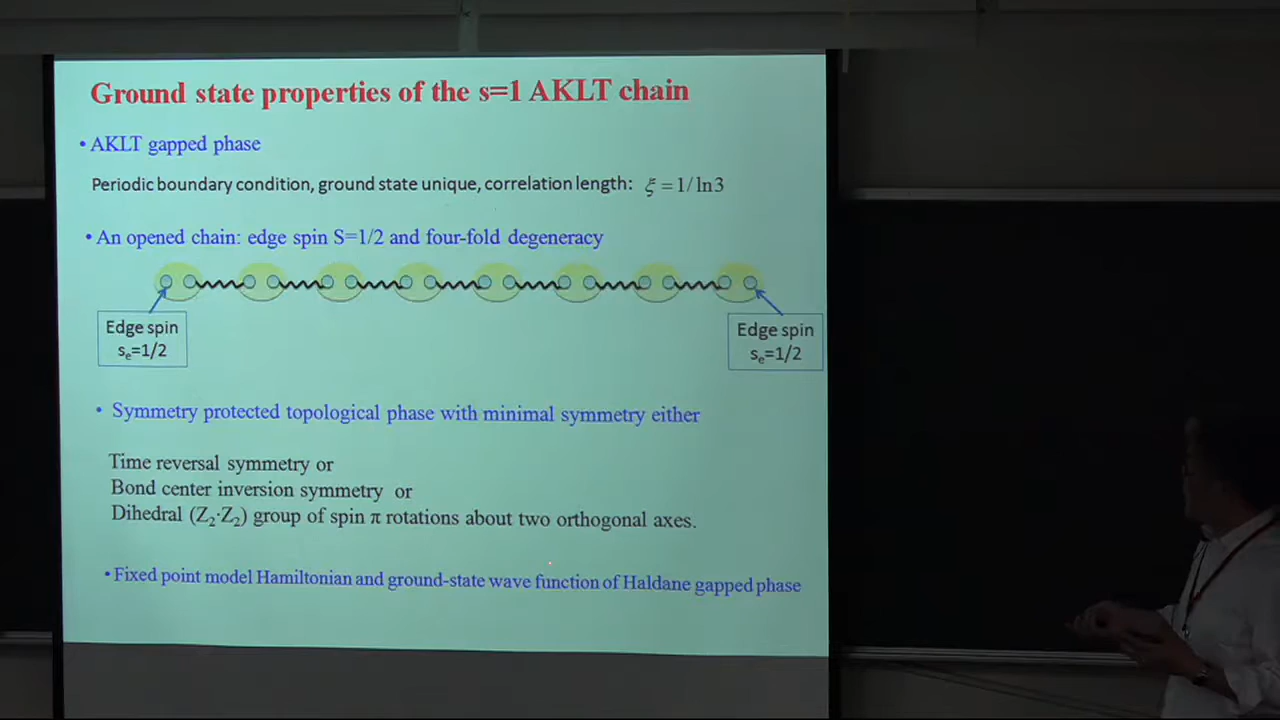 Ground state properties of the s=1 AKLT chain
• AKLT gapped phase
Periodic boundary condition, ground state unique, correlation length: ξ = 1/ ln3
• An opened chain: edge spin S=1/2 and four-fold degeneracy
Edge spin
sₑ=1/2
Edge spin
sₑ=1/2
• Symmetry protected topological phase with minimal symmetry either
Time reversal symmetry or
Bond center inversion symmetry or
Dihedral (Z₂·Z₂) group of spin π rotations about two orthogonal axes.
• Fixed point model Hamiltonian and ground-state wave function of Haldane gapped phase